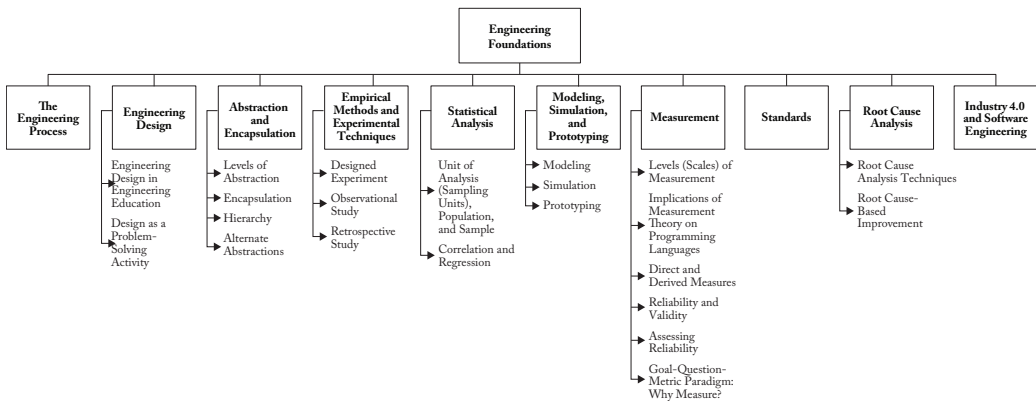 Engineering
Foundations
The
Engineering
Process
Engineering
Design
Engineering
Design in
Engineering
Education
Design as a
Problem-
Solving
Activity
Abstraction
and
Encapsulation
Levels of
Abstraction
Encapsulation
Hierarchy
Alternate
Abstractions
Empirical
Methods and
Experimental
Techniques
Designed
Experiment
Observational
Study
Retrospective
Study
Statistical
Analysis
Unit of
Analysis
(Sampling
Units),
Population,
and Sample
Correlation and
Regression
Modeling,
Simulation,
and
Prototyping
Modeling
Simulation
Prototyping
Measurement
Levels (Scales) of
Measurement
Implications of
Measurement
Theory on
Programming
Languages
Direct and
Derived Measures
Reliability and
Validity
Assessing
Reliability
Goal-Question-
Metric Paradigm:
Why Measure?
Standards
Root Cause
Analysis
Root Cause
Analysis Techniques
Root Cause-
Based
Improvement
Industry 4.0
and Software
Engineering